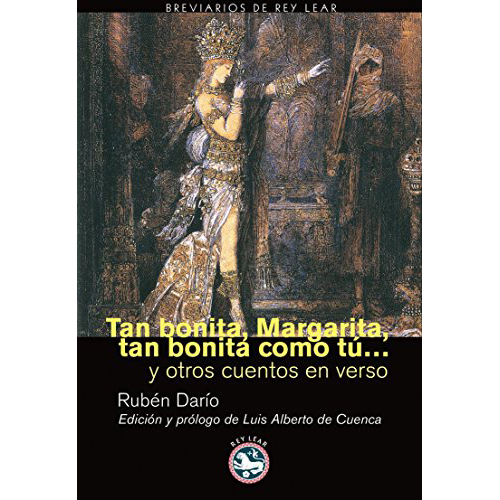 BREVIARIOS DE REY LEAR
Tan bonita, Margarita,
tan bonita como tú...
y otros cuentos en verso
Rubén Darío
Edición y prólogo de Luis Alberto de Cuenca
REY LEAR